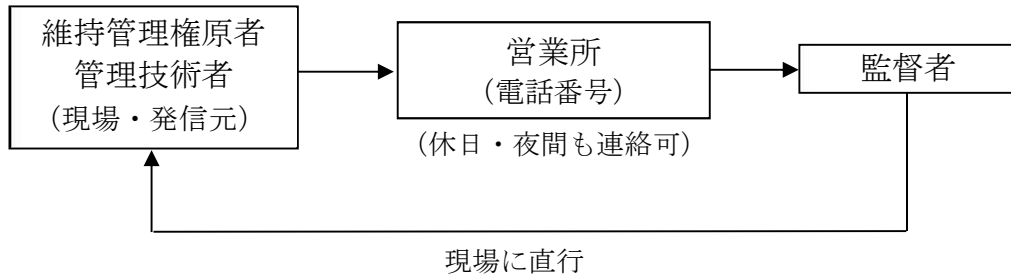 維持管理権原者
管理技術者
(現場・発信元)
営業所
(電話番号)
(休日・夜間も連絡可)
監督者
現場に直行